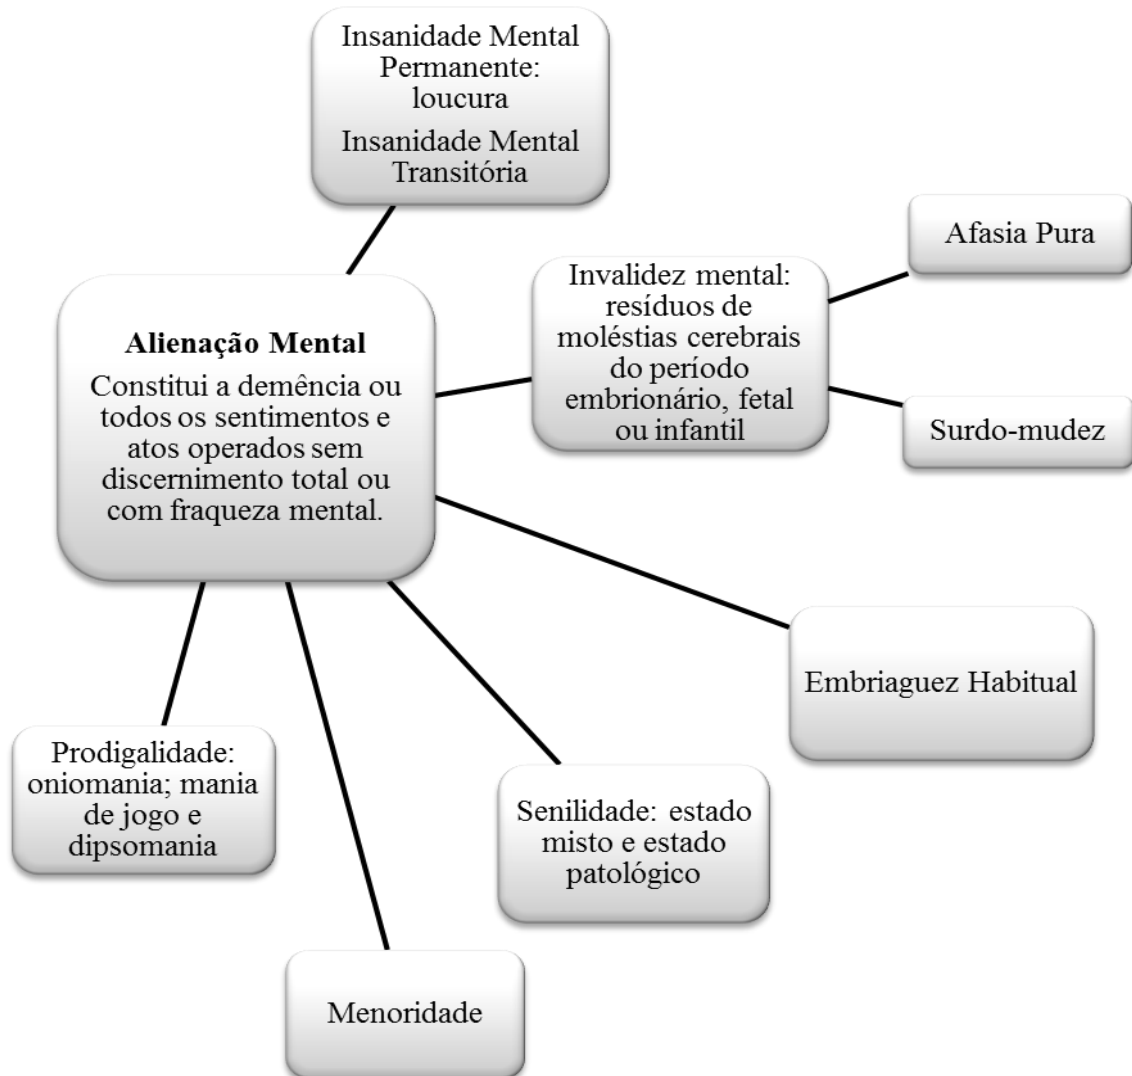 Insanidade Mental
Permanente:
loucura
Insanidade Mental
Transitória
Afasia Pura
Invalidez mental:
resíduos de
moléstias cerebrais
do período
embrionário, fetal
ou infantil
Surdo-mudez
Alienação Mental
Constitui a demência ou
todos os sentimentos e
atos operados sem
discernimento total ou
com fraqueza mental.
Embriaguez Habitual
Prodigalidade:
oniomania; mania
de jogo e
dipsomania
Senilidade: estado
misto e estado
patológico
Menoridade